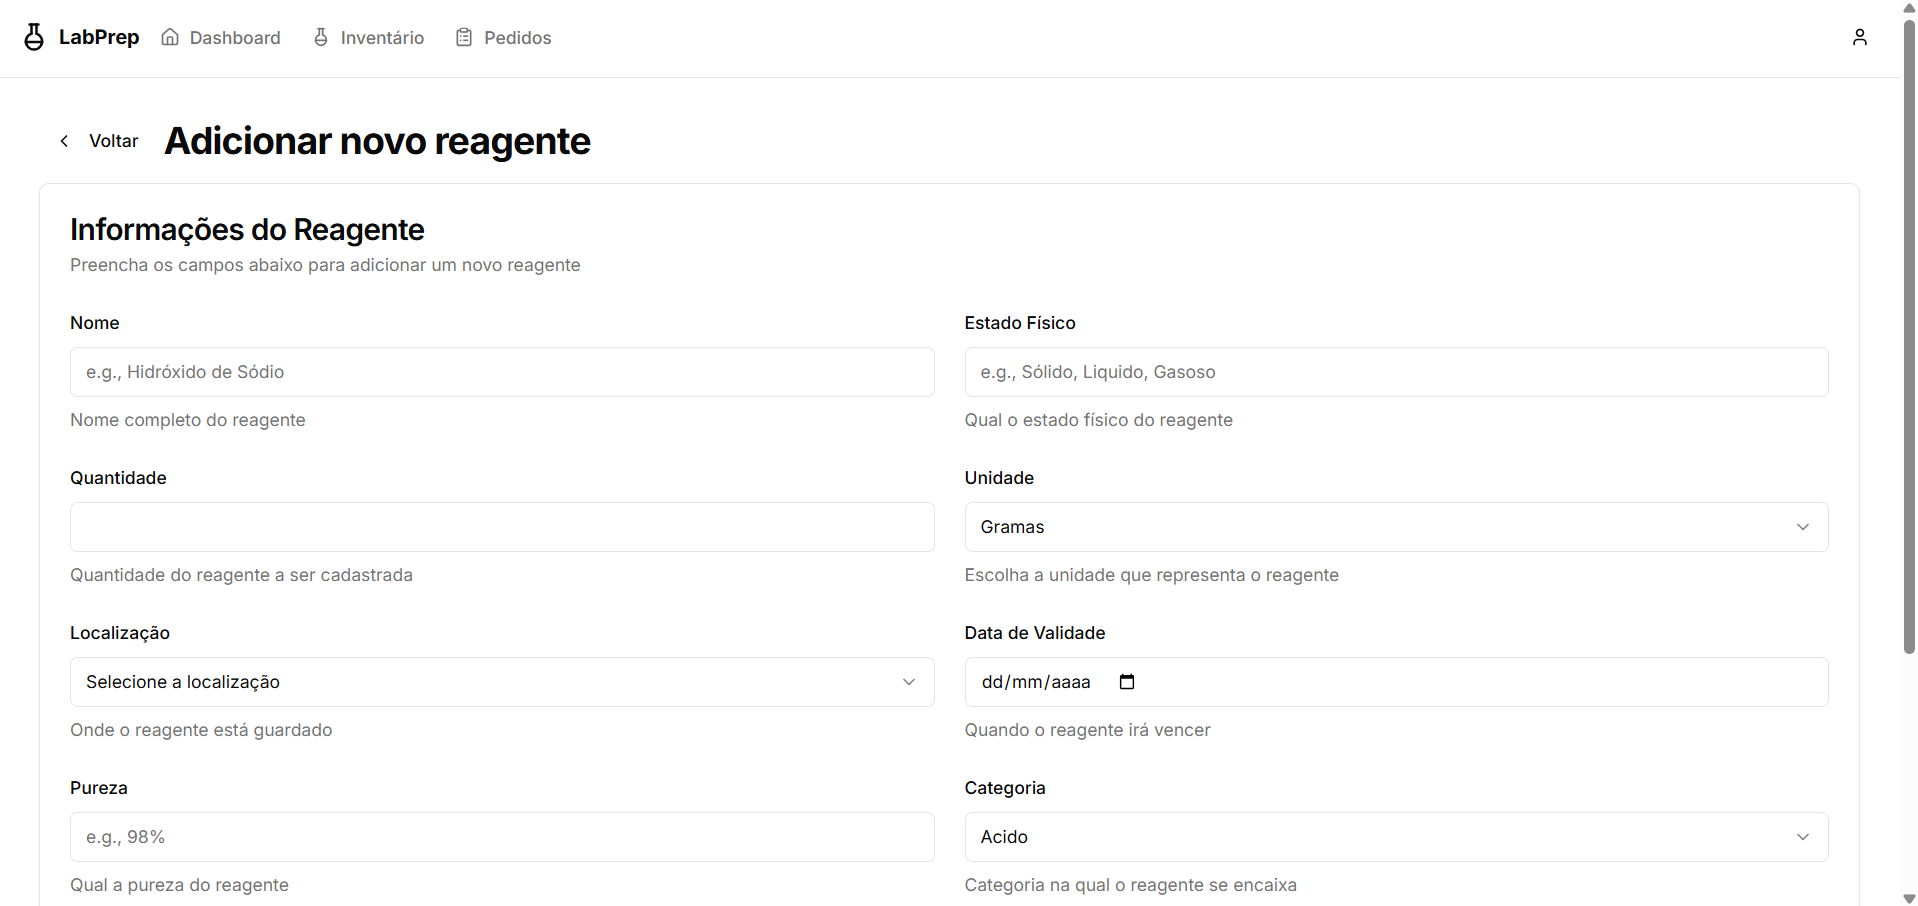 LabPrep Dashboard Inventário Pedidos
Voltar Adicionar novo reagente
Informações do Reagente
Preencha os campos abaixo para adicionar um novo reagente
Nome
e.g., Hidróxido de Sódio
Nome completo do reagente
Estado Físico
e.g., Sólido, Liquido, Gasoso
Qual o estado físico do reagente
Quantidade
Quantidade do reagente a ser cadastrada
Unidade
Gramas
Escolha a unidade que representa o reagente
Localização
Selecione a localização
Onde o reagente está guardado
Data de Validade
dd/mm/aaaa
Quando o reagente irá vencer
Pureza
e.g., 98%
Qual a pureza do reagente
Categoria
Acido
Categoria na qual o reagente se encaixa